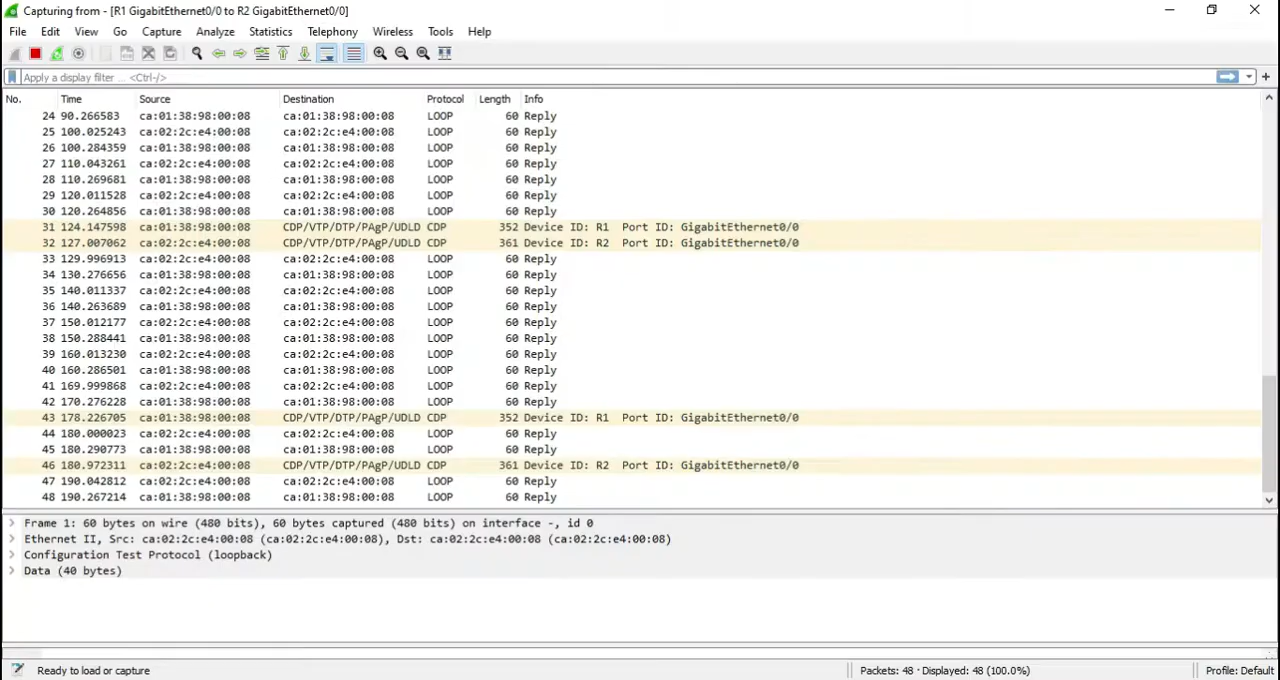 Capturing from - [R1 GigabitEthernet0/0 to R2 GigabitEthernet0/0]
File Edit View Go Capture Analyze Statistics Telephony Wireless Tools Help
Apply a display filter ... <Ctrl-/>
No. Time Source Destination Protocol Length Info
24 90.266583 ca:01:38:98:00:08 ca:01:38:98:00:08 LOOP 60 Reply
25 100.025243 ca:02:2c:e4:00:08 ca:02:2c:e4:00:08 LOOP 60 Reply
26 100.284359 ca:01:38:98:00:08 ca:01:38:98:00:08 LOOP 60 Reply
27 110.043261 ca:02:2c:e4:00:08 ca:02:2c:e4:00:08 LOOP 60 Reply
28 110.269681 ca:01:38:98:00:08 ca:01:38:98:00:08 LOOP 60 Reply
29 120.011528 ca:02:2c:e4:00:08 ca:02:2c:e4:00:08 LOOP 60 Reply
30 120.264856 ca:01:38:98:00:08 ca:01:38:98:00:08 LOOP 60 Reply
31 124.147598 ca:01:38:98:00:08 CDP/VTP/DTP/PAgP/UDLD CDP 352 Device ID: R1 Port ID: GigabitEthernet0/0
32 127.007062 ca:02:2c:e4:00:08 CDP/VTP/DTP/PAgP/UDLD CDP 361 Device ID: R2 Port ID: GigabitEthernet0/0
33 129.996913 ca:02:2c:e4:00:08 ca:02:2c:e4:00:08 LOOP 60 Reply
34 130.276656 ca:01:38:98:00:08 ca:01:38:98:00:08 LOOP 60 Reply
35 140.011337 ca:02:2c:e4:00:08 ca:02:2c:e4:00:08 LOOP 60 Reply
36 140.263689 ca:01:38:98:00:08 ca:01:38:98:00:08 LOOP 60 Reply
37 150.012177 ca:02:2c:e4:00:08 ca:02:2c:e4:00:08 LOOP 60 Reply
38 150.288441 ca:01:38:98:00:08 ca:01:38:98:00:08 LOOP 60 Reply
39 160.013230 ca:02:2c:e4:00:08 ca:02:2c:e4:00:08 LOOP 60 Reply
40 160.286501 ca:01:38:98:00:08 ca:01:38:98:00:08 LOOP 60 Reply
41 169.999868 ca:02:2c:e4:00:08 ca:02:2c:e4:00:08 LOOP 60 Reply
42 170.276228 ca:01:38:98:00:08 ca:01:38:98:00:08 LOOP 60 Reply
43 178.226705 ca:01:38:98:00:08 CDP/VTP/DTP/PAgP/UDLD CDP 352 Device ID: R1 Port ID: GigabitEthernet0/0
44 180.000023 ca:02:2c:e4:00:08 ca:02:2c:e4:00:08 LOOP 60 Reply
45 180.290773 ca:01:38:98:00:08 ca:01:38:98:00:08 LOOP 60 Reply
46 180.972311 ca:02:2c:e4:00:08 CDP/VTP/DTP/PAgP/UDLD CDP 361 Device ID: R2 Port ID: GigabitEthernet0/0
47 190.042812 ca:02:2c:e4:00:08 ca:02:2c:e4:00:08 LOOP 60 Reply
48 190.267214 ca:01:38:98:00:08 ca:01:38:98:00:08 LOOP 60 Reply
Frame 1: 60 bytes on wire (480 bits), 60 bytes captured (480 bits) on interface -, id 0
Ethernet II, Src: ca:02:2c:e4:00:08 (ca:02:2c:e4:00:08), Dst: ca:02:2c:e4:00:08 (ca:02:2c:e4:00:08)
Configuration Test Protocol (loopback)
Data (40 bytes)
Ready to load or capture Packets: 48 · Displayed: 48 (100.0%) Profile: Default